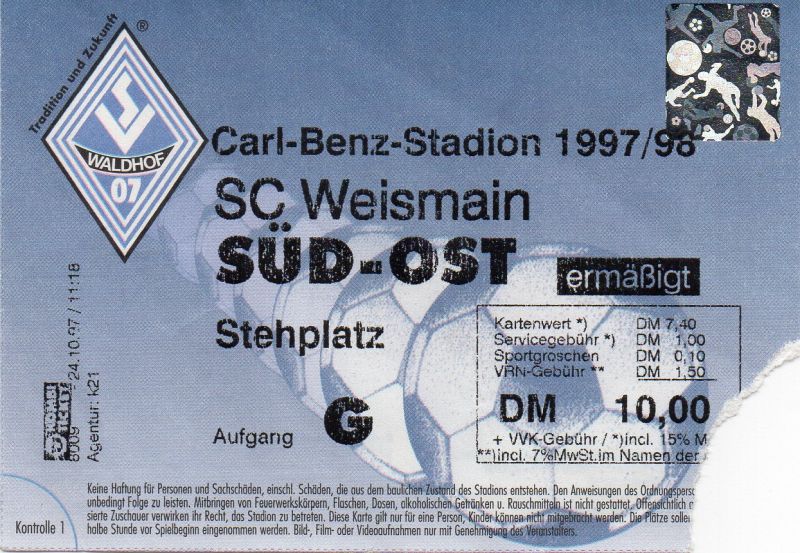 Tradition und Zukunft ®
SV
WALDHOF
07
Carl-Benz-Stadion 1997/98
SC Weismain
SÜD-OST
ermäßigt
Stehplatz
Kartenwert *) DM 7,40
Servicegebühr *) DM 1,00
Sportgroschen DM 0,10
VRN-Gebühr ** DM 1,50
DM 10,00
+ VVK-Gebühr / *)incl. 15% M
**)incl. 7%MwSt.im Namen der
Aufgang G
24.10.97 / 11:18
8009
Agentur: k21
Kontrolle 1
Keine Haftung für Personen und Sachschäden, einschl. Schäden, die aus dem baulichen Zustand des Stadions entstehen. Den Anweisungen des Ordnungspersc
unbedingt Folge zu leisten. Mitbringen von Feuerwerkskörpern, Flaschen, Dosen, alkoholischen Getränken u. Rauschmitteln ist nicht gestattet. Offensichtlich
sierte Zuschauer verwirken ihr Recht, das Stadion zu betreten. Diese Karte gilt nur für eine Person, Kinder können nicht mitgebracht werden. Die Plätze sollen
halbe Stunde vor Spielbeginn eingenommen werden. Bild-, Film- oder Videoaufnahmen nur mit Genehmigung des Veranstalters.